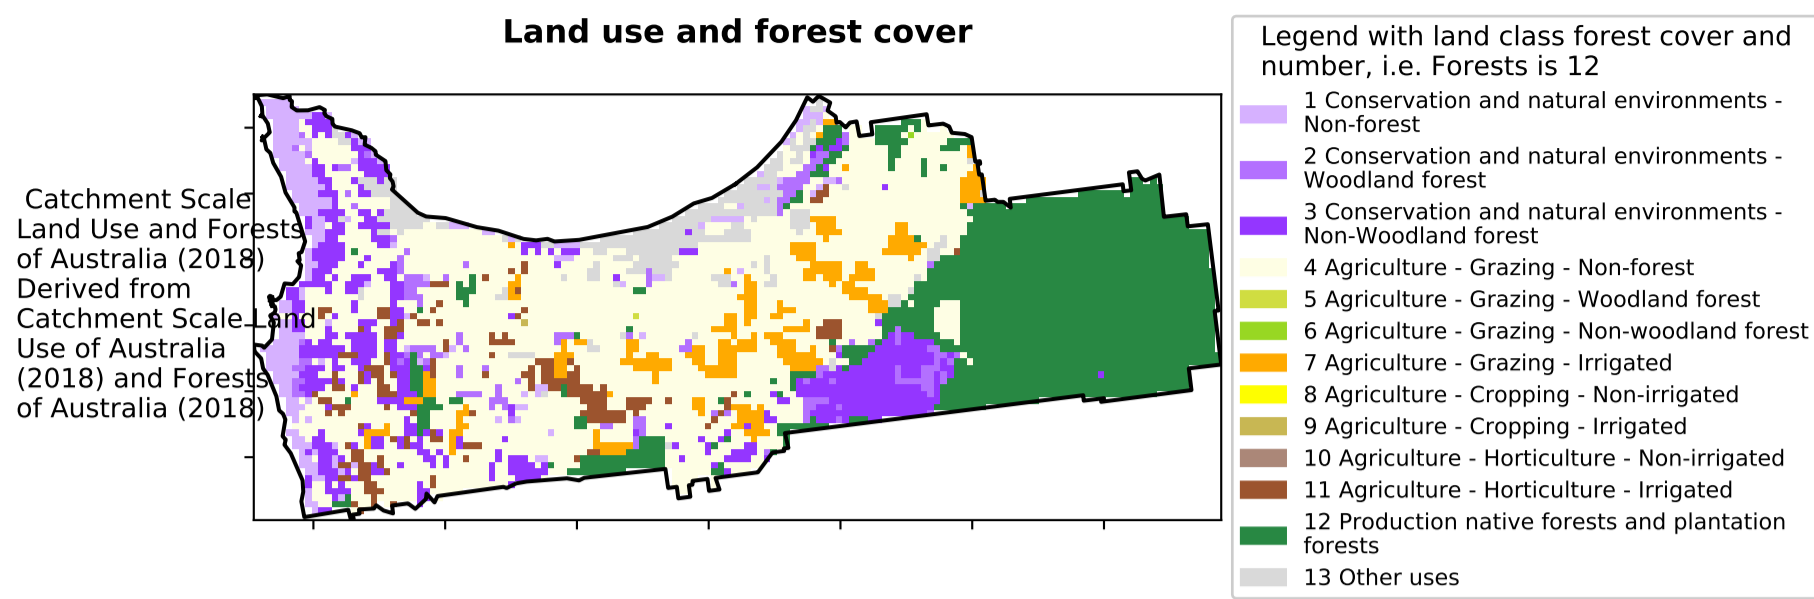 Land use and forest cover
Catchment Scale
Land Use and Forests
of Australia (2018)
Derived from
Catchment Scale Land
Use of Australia
(2018) and Forests
of Australia (2018)
Legend with land class forest cover and
number, i.e. Forests is 12
1 Conservation and natural environments -
Non-forest
2 Conservation and natural environments -
Woodland forest
3 Conservation and natural environments -
Non-Woodland forest
4 Agriculture - Grazing - Non-forest
5 Agriculture - Grazing - Woodland forest
6 Agriculture - Grazing - Non-woodland forest
7 Agriculture - Grazing - Irrigated
8 Agriculture - Cropping - Non-irrigated
9 Agriculture - Cropping - Irrigated
10 Agriculture - Horticulture - Non-irrigated
11 Agriculture - Horticulture - Irrigated
12 Production native forests and plantation
forests
13 Other uses